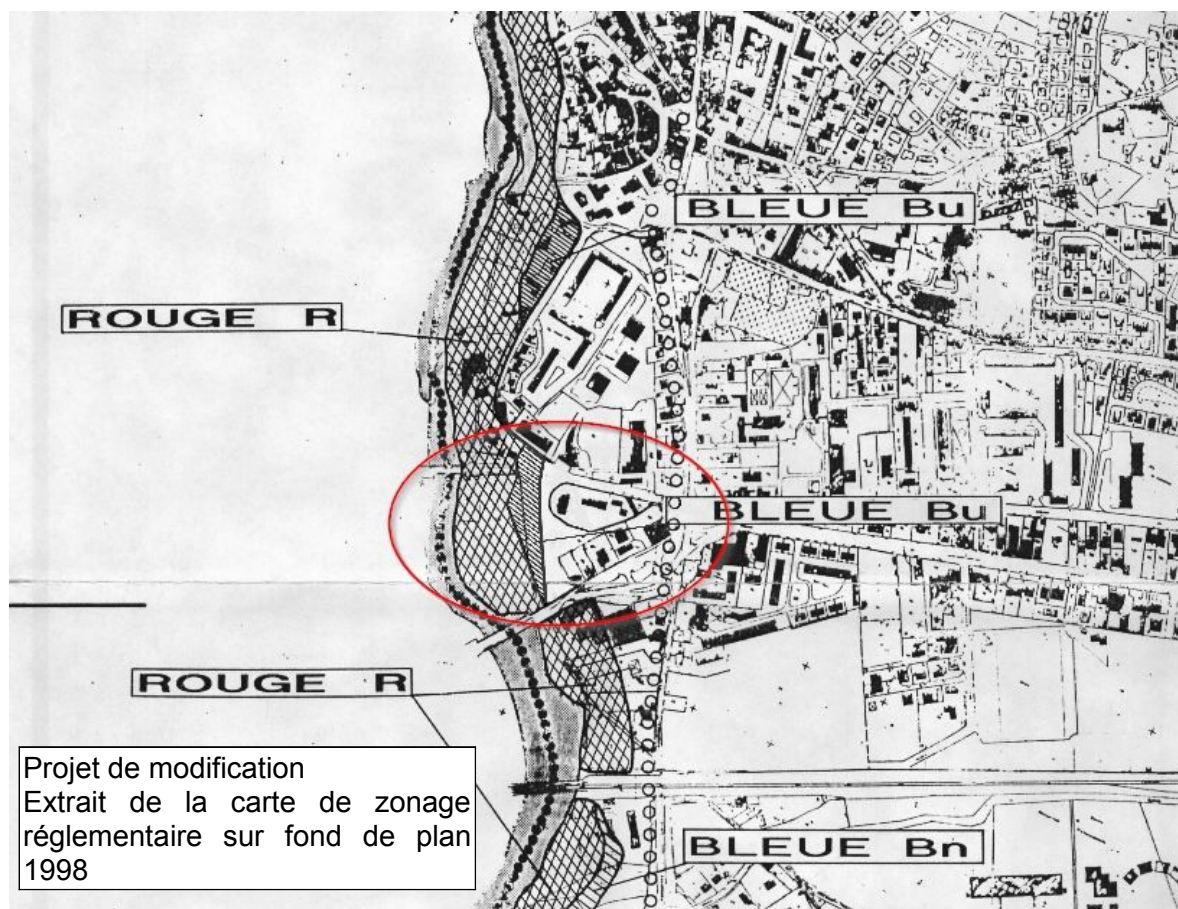 BLEUE Bu
ROUGE R
BLEUE Bu
ROUGE R
Projet de modification
Extrait de la carte de zonage
réglementaire sur fond de plan
1998
BLEUE Bn